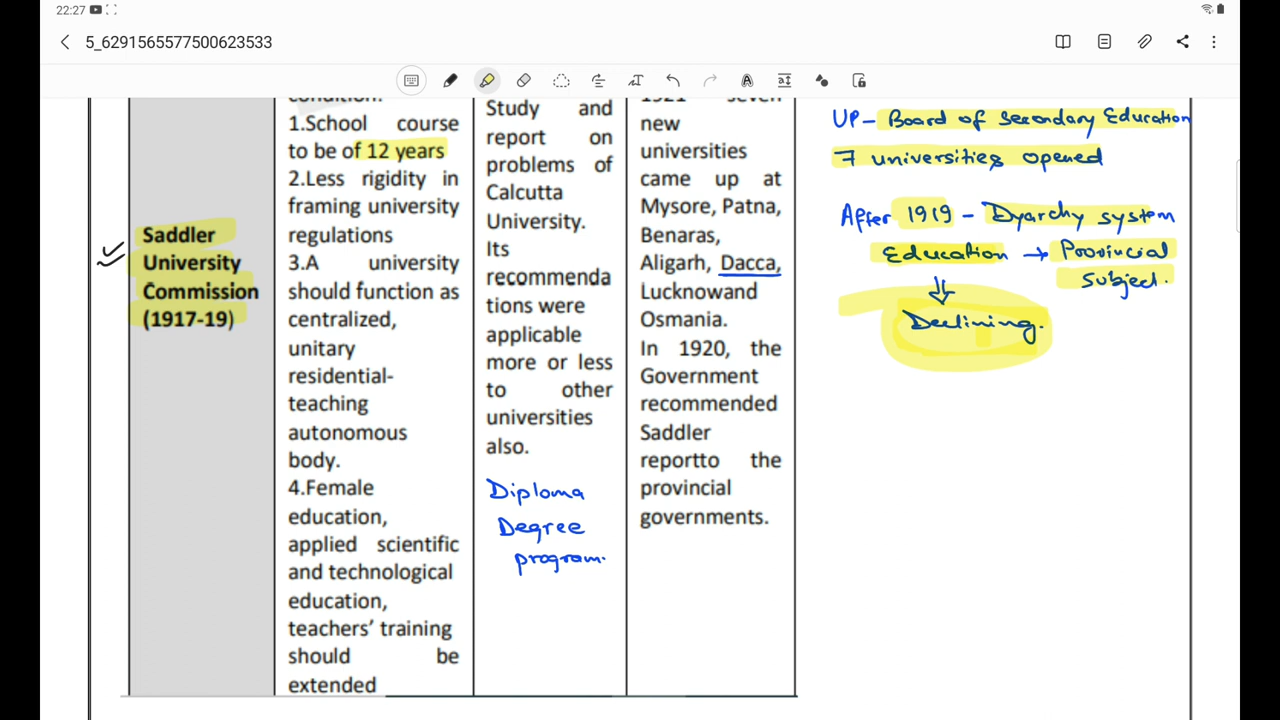 22:27
5_6291565577500623533
Saddler
University
Commission
(1917-19)
condition.
1.School course
to be of 12 years
2.Less rigidity in
framing university
regulations
3.A university
should function as
centralized,
unitary
residential-
teaching
autonomous
body.
4.Female
education,
applied scientific
and technological
education,
teachers' training
should be
extended
Study and
report on
problems of
Calcutta
University.
Its
recommenda
tions were
applicable
more or less
to other
universities
also.
Diploma
Degree
program.
1921 seven
new
universities
came up at
Mysore, Patna,
Benaras,
Aligarh, Dacca,
Lucknowand
Osmania.
In 1920, the
Government
recommended
Saddler
reportto the
provincial
governments.
UP - Board of Secondary Education
7 universities opened
After 1919 - Dyarchy system
Education → Provincial
subject.
Declining.